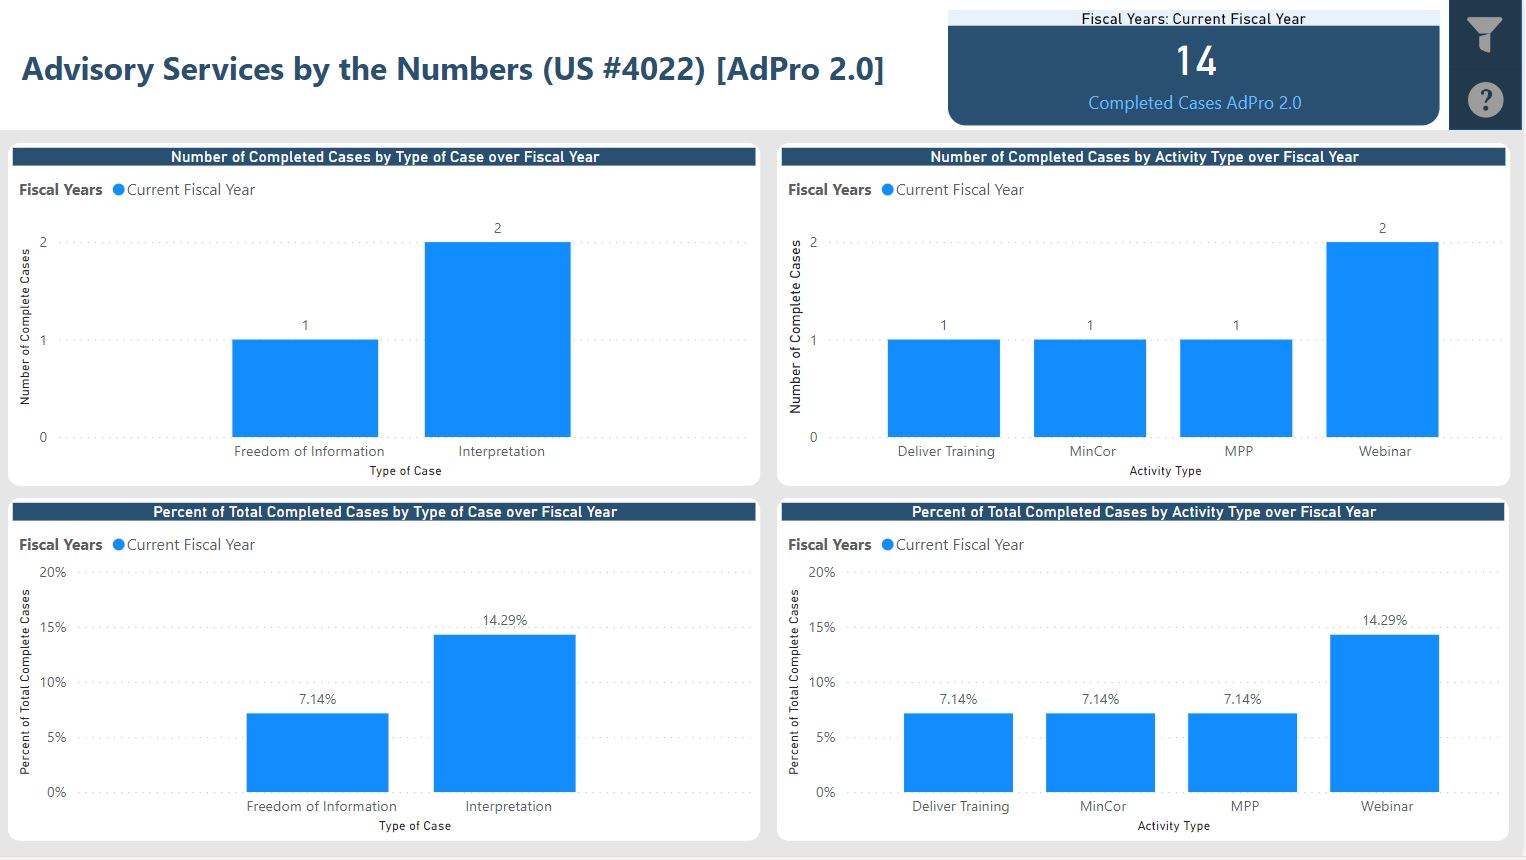 Advisory Services by the Numbers (US #4022) [AdPro 2.0]
Fiscal Years: Current Fiscal Year
14
Completed Cases AdPro 2.0
?
Number of Completed Cases by Type of Case over Fiscal Year
Fiscal Years Current Fiscal Year
Number of Complete Cases
2
1
0
1
2
Freedom of Information
Interpretation
Type of Case
Number of Completed Cases by Activity Type over Fiscal Year
Fiscal Years Current Fiscal Year
Number of Complete Cases
2
1
0
1
1
1
2
Deliver Training
MinCor
MPP
Webinar
Activity Type
Percent of Total Completed Cases by Type of Case over Fiscal Year
Fiscal Years Current Fiscal Year
Percent of Total Complete Cases
20%
15%
10%
5%
0%
7.14%
14.29%
Freedom of Information
Interpretation
Type of Case
Percent of Total Completed Cases by Activity Type over Fiscal Year
Fiscal Years Current Fiscal Year
Percent of Total Complete Cases
20%
15%
10%
5%
0%
7.14%
7.14%
7.14%
14.29%
Deliver Training
MinCor
MPP
Webinar
Activity Type